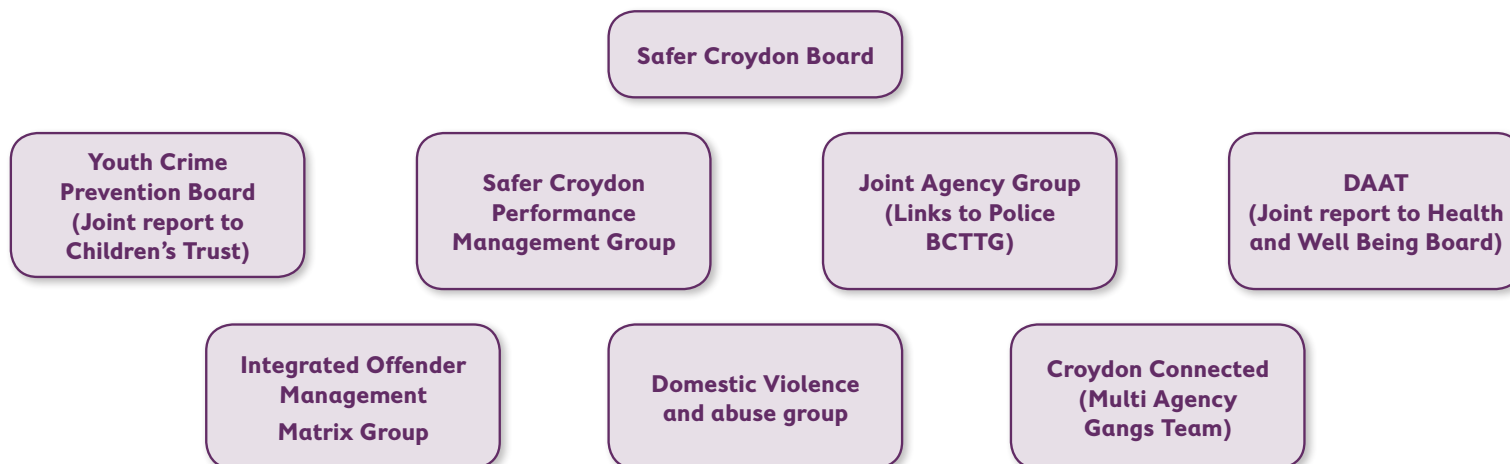 Safer Croydon Board
Youth Crime
Prevention Board
(Joint report to
Children’s Trust)
Safer Croydon
Performance
Management Group
Joint Agency Group
(Links to Police
BCTTG)
DAAT
(Joint report to Health
and Well Being Board)
Integrated Offender
Management
Matrix Group
Domestic Violence
and abuse group
Croydon Connected
(Multi Agency
Gangs Team)